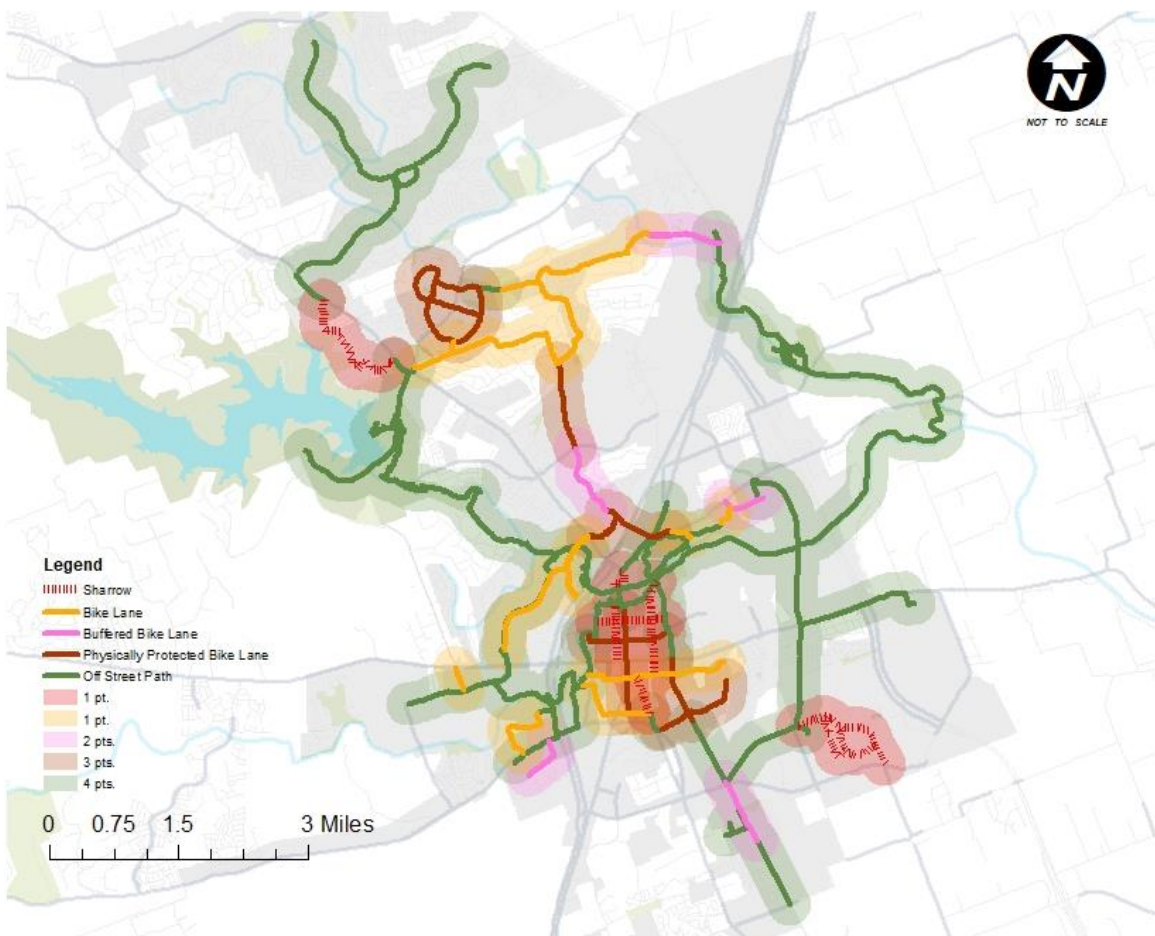 N
NOT TO SCALE
Legend
Sharrow
Bike Lane
Buffered Bike Lane
Physically Protected Bike Lane
Off Street Path
1 pt.
1 pt.
2 pts.
3 pts.
4 pts.
0 0.75 1.5 3 Miles